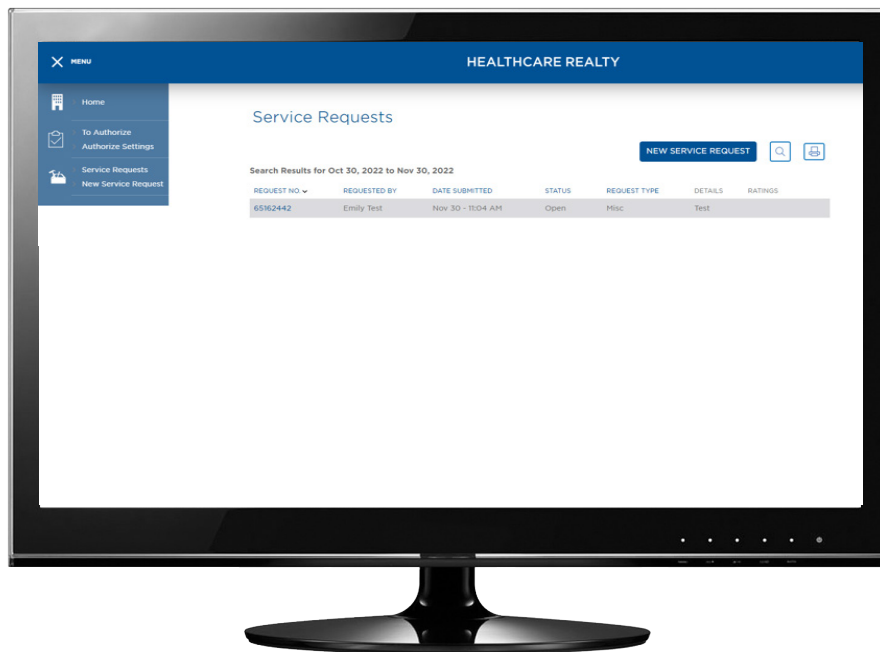 MENU
HEALTHCARE REALTY
Home
To Authorize
Authorize Settings
Service Requests
New Service Request
Service Requests
NEW SERVICE REQUEST
Search Results for Oct 30, 2022 to Nov 30, 2022
REQUEST NO. REQUESTED BY DATE SUBMITTED STATUS REQUEST TYPE DETAILS RATINGS
65162442 Emily Test Nov 30 - 11:04 AM Open Misc Test